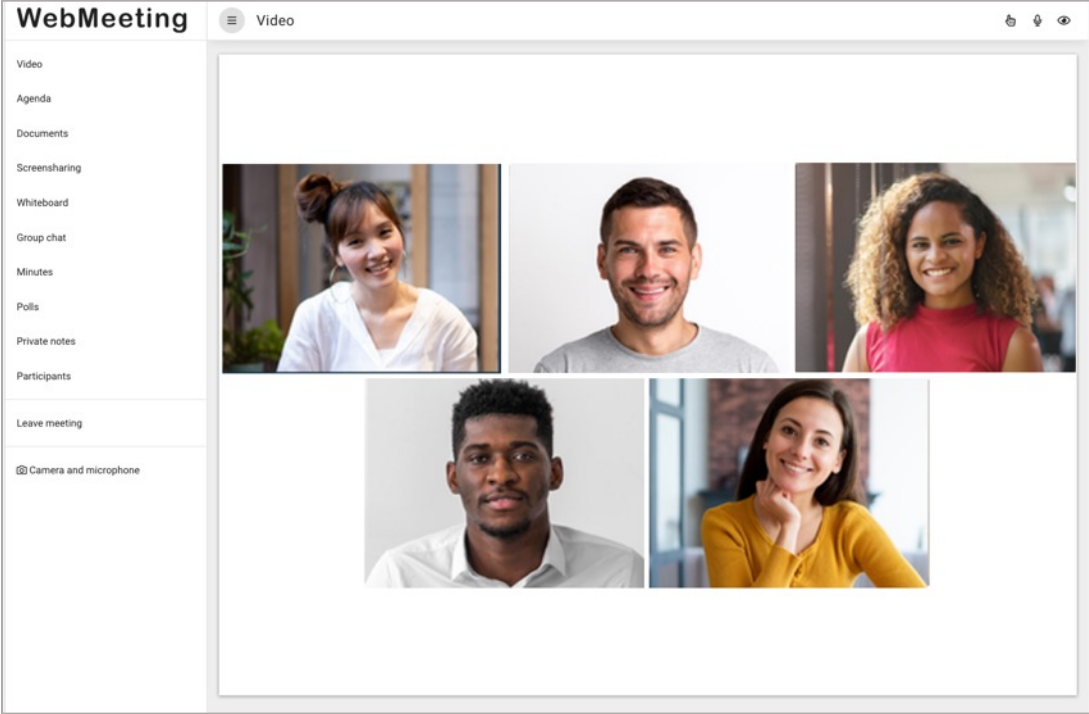 WebMeeting
Video
Video
Agenda
Documents
Screensharing
Whiteboard
Group chat
Minutes
Polls
Private notes
Participants
Leave meeting
Camera and microphone